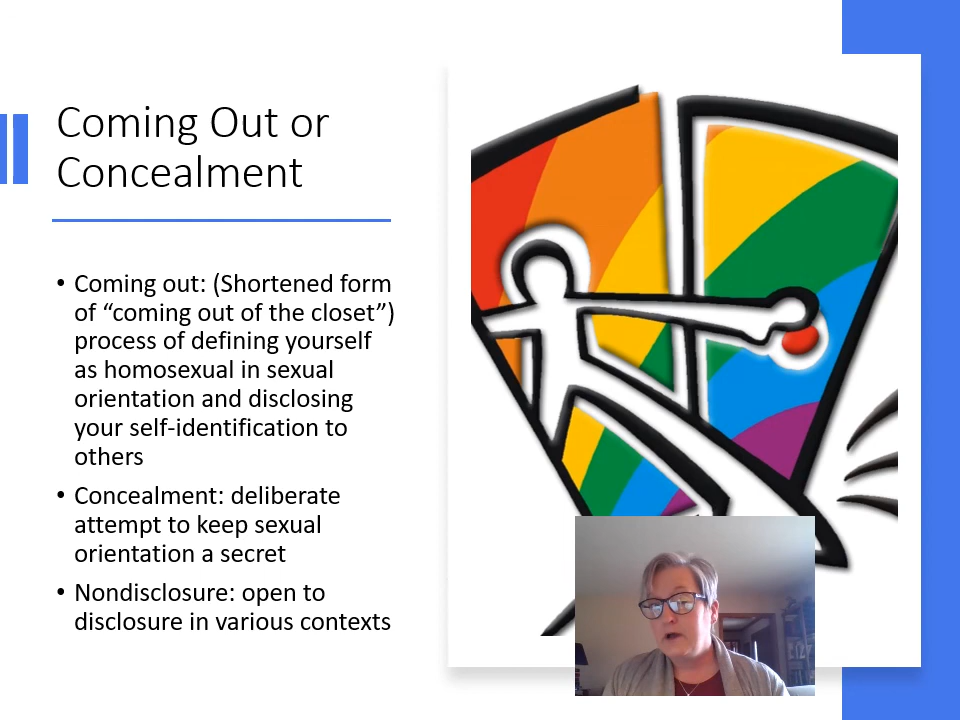 Coming Out or
Concealment
• Coming out: (Shortened form
of “coming out of the closet”)
process of defining yourself
as homosexual in sexual
orientation and disclosing
your self-identification to
others
• Concealment: deliberate
attempt to keep sexual
orientation a secret
• Nondisclosure: open to
disclosure in various contexts